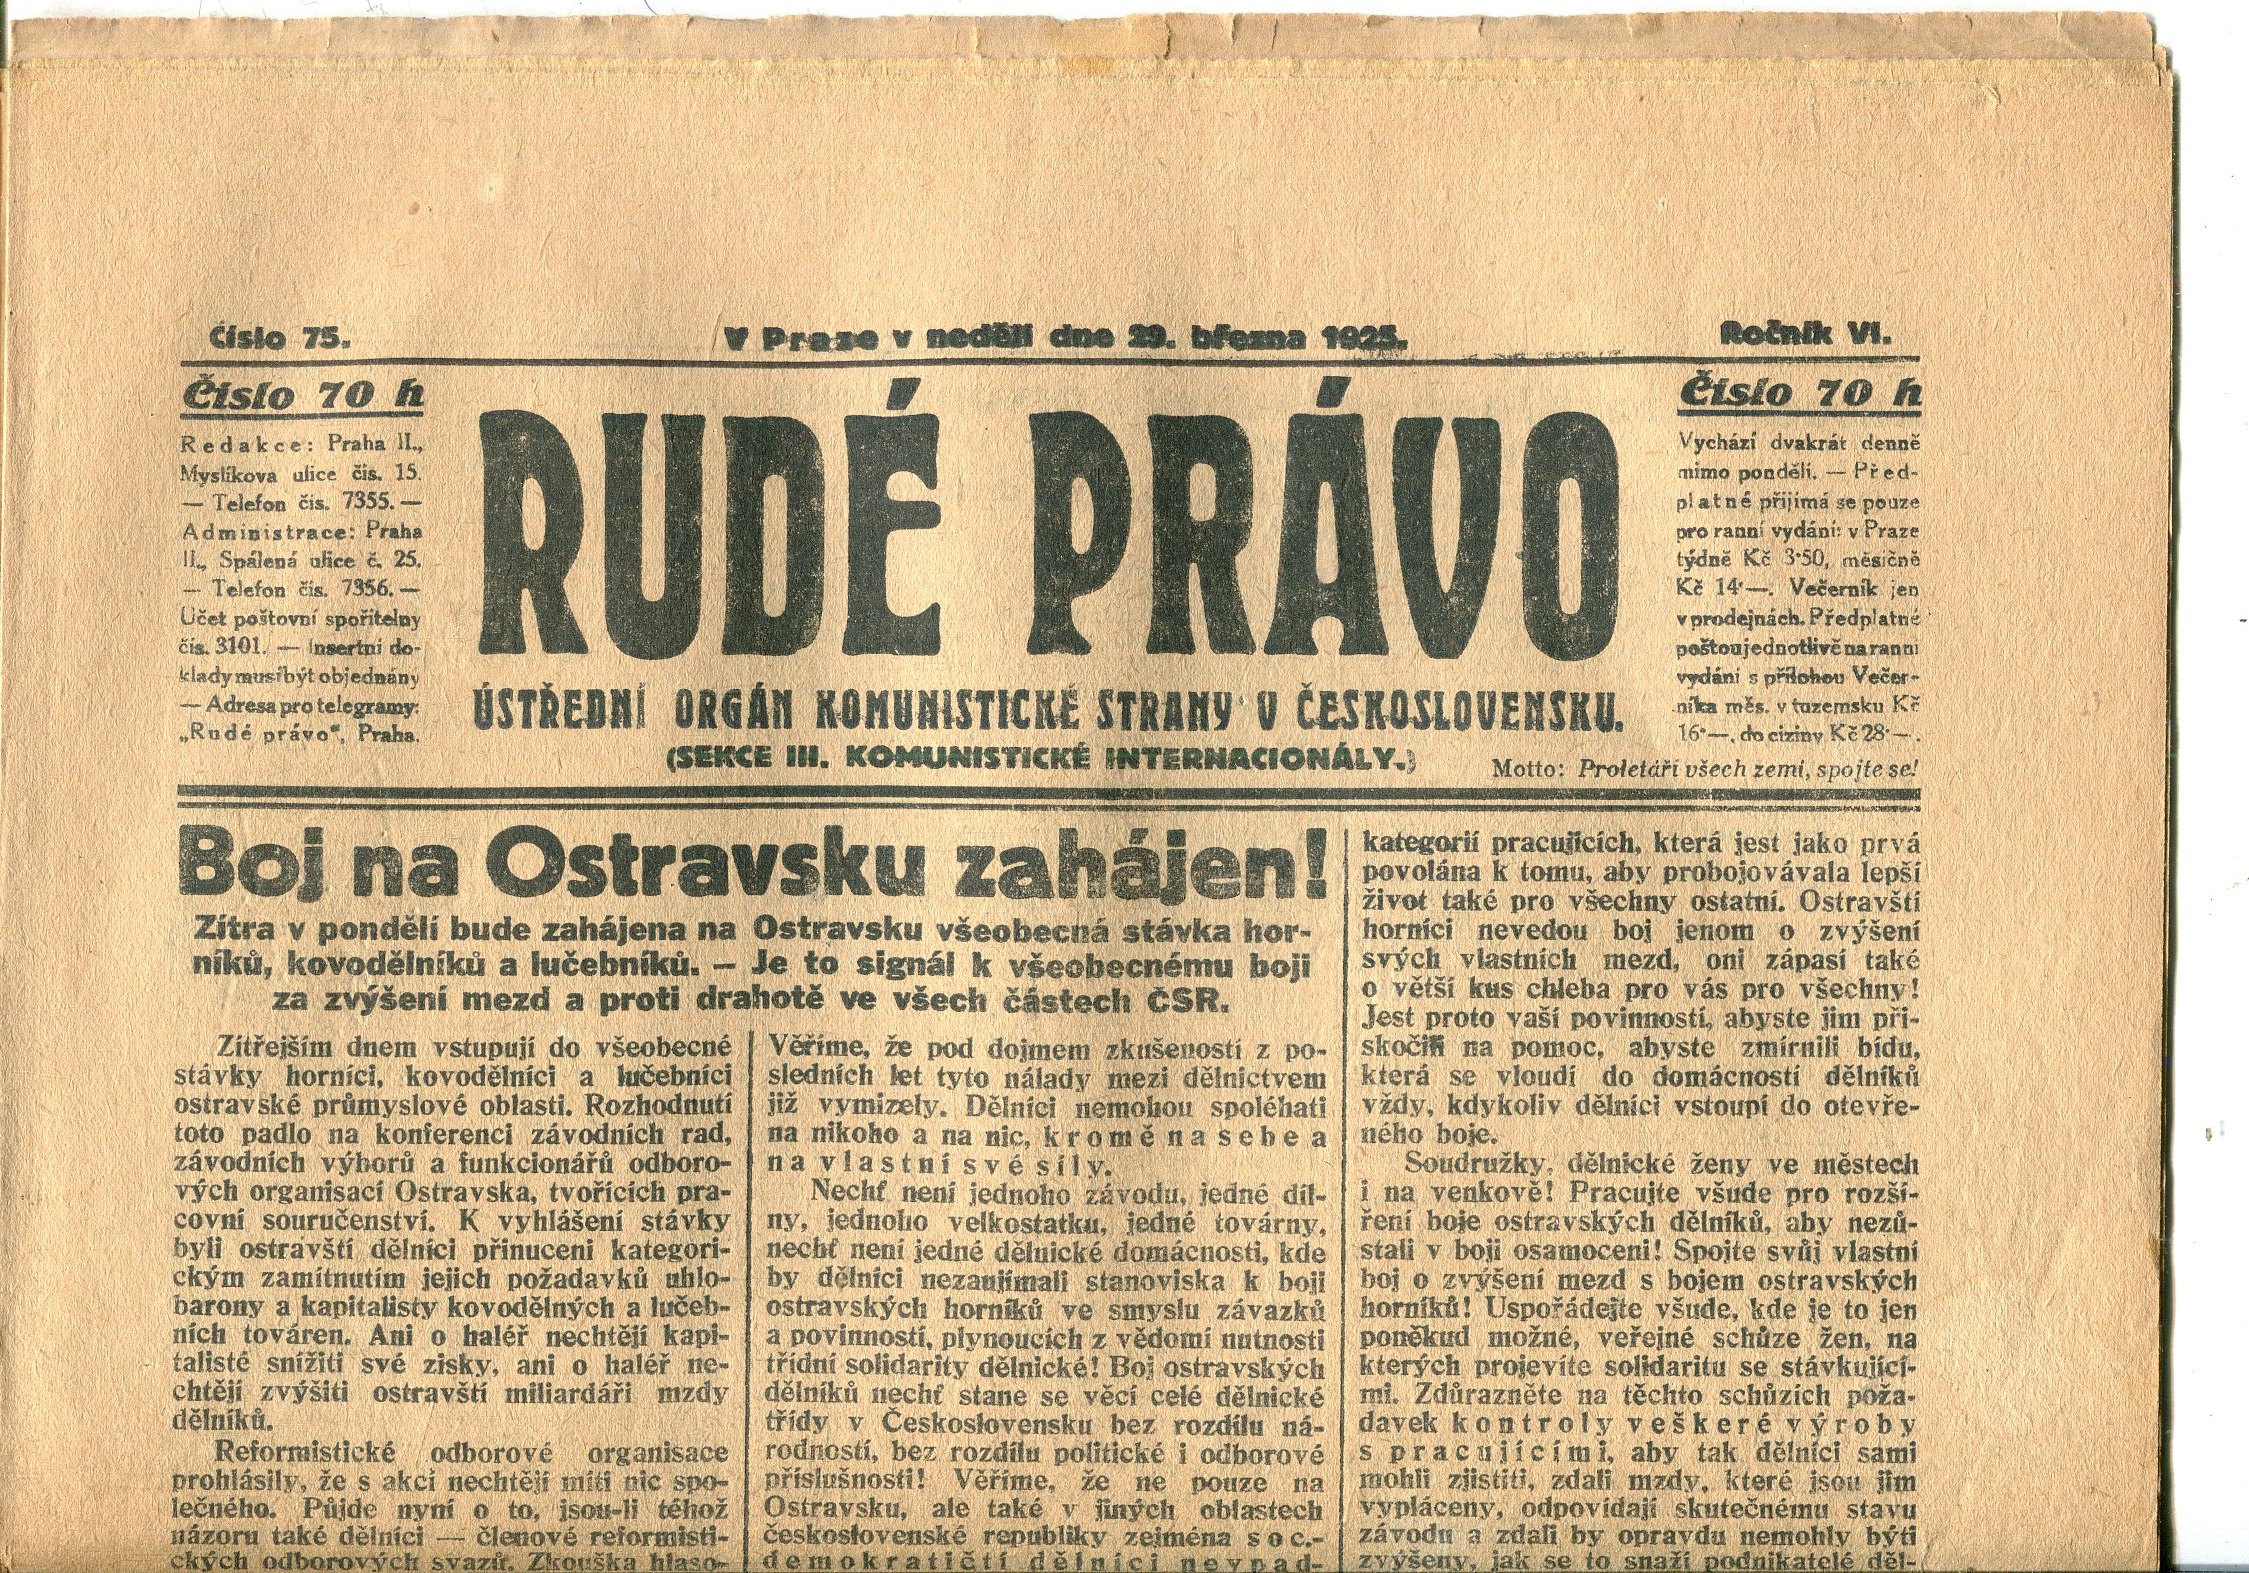 Číslo 75.
V Praze v neděli dne 29. března 1925.
Ročník VI.
Číslo 70 h
Redakce: Praha II.,
Myslíkova ulice čís. 15.
— Telefon čís. 7355. —
Administrace: Praha
II., Spálená ulice č. 25.
— Telefon čís. 7356. —
Účet poštovní spořitelny
čís. 3101. — Insertní do-
klady musí být objednány
— Adresa pro telegramy:
„Rudé právo", Praha.
RUDÉ PRÁVO
ÚSTŘEDNÍ ORGÁN KOMUNISTICKÉ STRANY V ČESKOSLOVENSKU.
(SEKCE III. KOMUNISTICKÉ INTERNACIONÁLY.)
Motto: Proletáři všech zemí, spojte se!
Číslo 70 h
Vychází dvakrát denně
mimo pondělí. — Před-
platné přijímá se pouze
pro ranní vydání: v Praze
týdně Kč 3·50, měsíčně
Kč 14·—. Večerník jen
v prodejnách. Předplatné
poštou jednotlivě na ranní
vydání s přílohou Večer-
níka měs. v tuzemsku Kč
16·—, do ciziny Kč 28·—.
Boj na Ostravsku zahájen!
Zítra v pondělí bude zahájena na Ostravsku všeobecná stávka hor-
níků, kovodělníků a lučebníků. — Je to signál k všeobecnému boji
za zvýšení mezd a proti drahotě ve všech částech ČSR.
Zítřejším dnem vstupují do všeobecné
stávky horníci, kovodělníci a lučebníci
ostravské průmyslové oblasti. Rozhodnutí
toto padlo na konferenci závodních rad,
závodních výborů a funkcionářů odboro-
vých organisací Ostravska, tvořících pra-
covní souručenství. K vyhlášení stávky
byli ostravští dělníci přinuceni kategori-
ckým zamítnutím jejich požadavků uhlo-
barony a kapitalisty kovodělných a lučeb-
ních továren. Ani o haléř nechtějí kapi-
talisté snížiti své zisky, ani o haléř ne-
chtějí zvýšiti ostravští miliardáři mzdy
dělníků.
Reformistické odborové organisace
prohlásily, že s akcí nechtějí míti nic spo-
lečného. Půjde nyní o to, jsou-li téhož
názoru také dělníci — členové reformisti-
ckých odborových svazů. Zkouška hlaso-
Věříme, že pod dojmem zkušeností z po-
sledních let tyto nálady mezi dělnictvem
již vymizely. Dělníci nemohou spoléhati
na nikoho a na nic, kromě na sebe a
na vlastní své síly.
Nechť není jednoho závodu, jedné díl-
ny, jednoho velkostatku, jedné továrny,
nechť není jedné dělnické domácnosti, kde
by dělníci nezaujímali stanoviska k boji
ostravských horníků ve smyslu závazků
a povinností, plynoucích z vědomí nutnosti
třídní solidarity dělnické! Boj ostravských
dělníků nechť stane se věcí celé dělnické
třídy v Československu bez rozdílu ná-
rodností, bez rozdílu politické i odborové
příslušnosti! Věříme, že ne pouze na
Ostravsku, ale také v jiných oblastech
československé republiky zejména soc.-
demokratičtí dělníci nevpad-
kategorií pracujících, která jest jako prvá
povolána k tomu, aby probojovávala lepší
život také pro všechny ostatní. Ostravští
horníci nevedou boj jenom o zvýšení
svých vlastních mezd, oni zápasí také
o větší kus chleba pro vás pro všechny!
Jest proto vaší povinností, abyste jim při-
skočili na pomoc, abyste zmírnili bídu,
která se vloudí do domácností dělníků
vždy, kdykoliv dělníci vstoupí do otevře-
ného boje.
Soudružky, dělnické ženy ve městech
i na venkově! Pracujte všude pro rozší-
ření boje ostravských dělníků, aby nezů-
stali v boji osamoceni! Spojte svůj vlastní
boj o zvýšení mezd s bojem ostravských
horníků! Uspořádejte všude, kde je to jen
poněkud možné, veřejné schůze žen, na
kterých projevíte solidaritu se stávkující-
mi. Zdůrazněte na těchto schůzích poža-
davek kontroly veškeré výroby
s pracujícími, aby tak dělníci sami
mohli zjistiti, zdali mzdy, které jsou jim
vypláceny, odpovídají skutečnému stavu
závodu a zdali by opravdu nemohly býti
zvýšeny, jak se to snaží podnikatelé děl-